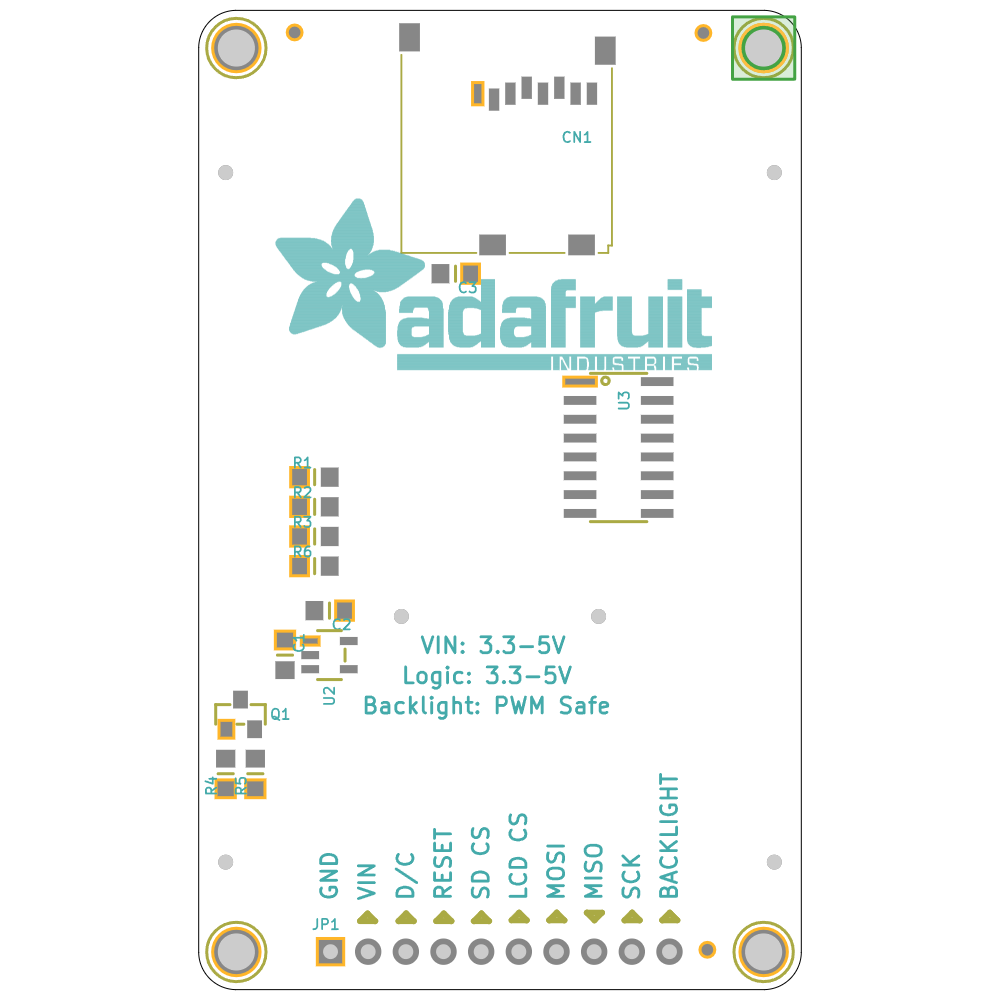 CN1
C3
adafruit
INDUSTRIES
U3
R1
R2
R3
R6
C2
C1
U2
VIN: 3.3-5V
Logic: 3.3-5V
Backlight: PWM Safe
Q1
R4
R5
GND
VIN
D/C
RESET
SD CS
LCD CS
MOSI
MISO
SCK
BACKLIGHT
JP1